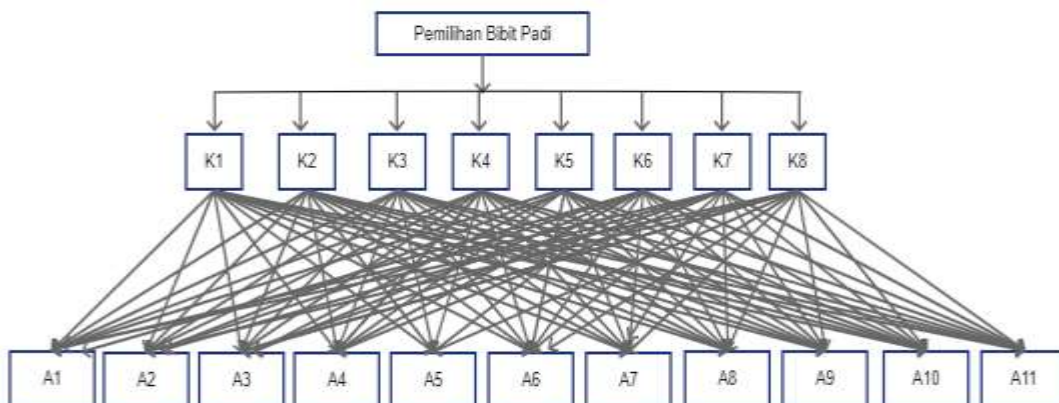 Pemilihan Bibit Padi
K1 K2 K3 K4 K5 K6 K7 K8
A1 A2 A3 A4 A5 A6 A7 A8 A9 A10 A11